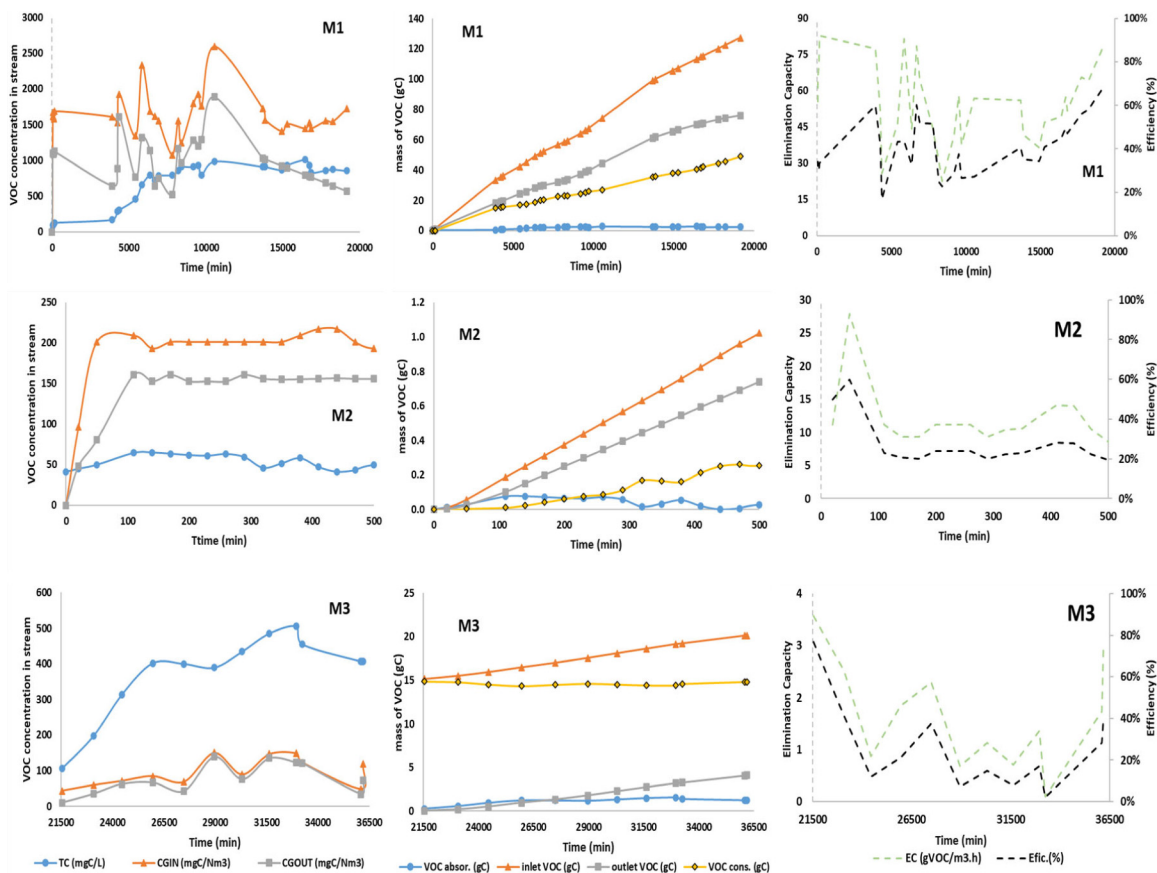 M1
VOC concentration in stream
3000
2500
2000
1500
1000
500
0
0 5000 10000 15000 20000
Time (min)
M1
mass of VOC (gC)
140
120
100
80
60
40
20
0
0 5000 10000 15000 20000
Time (min)
M1
Elimination Capacity
90
75
60
45
30
15
0
100%
80%
60%
40%
20%
0%
Efficiency (%)
0 5000 10000 15000 20000
Time (min)
M2
VOC concentration in stream
250
200
150
100
50
0
0 100 200 300 400 500
Ttime (min)
M2
mass of VOC (gC)
1.2
1.0
0.8
0.6
0.4
0.2
0.0
0 100 200 300 400 500
Time (min)
M2
Elimination Capacity
30
25
20
15
10
5
0
100%
80%
60%
40%
20%
0%
Efficiency (%)
0 100 200 300 400 500
Time (min)
M3
VOC concentration in stream
600
500
400
300
200
100
0
21500 24000 26500 29000 31500 34000 36500
Time (min)
TC (mgC/L) CGIN (mgC/Nm3) CGOUT (mgC/Nm3)
M3
mass of VOC (gC)
25
20
15
10
5
0
21500 24000 26500 29000 31500 34000 36500
Time (min)
VOC absor. (gC) inlet VOC (gC) outlet VOC (gC) VOC cons. (gC)
M3
Elimination Capacity
4
3
2
1
0
100%
80%
60%
40%
20%
0%
Efficiency (%)
21500 26500 31500 36500
Time (min)
EC (gVOC/m3.h) Efic.(%)